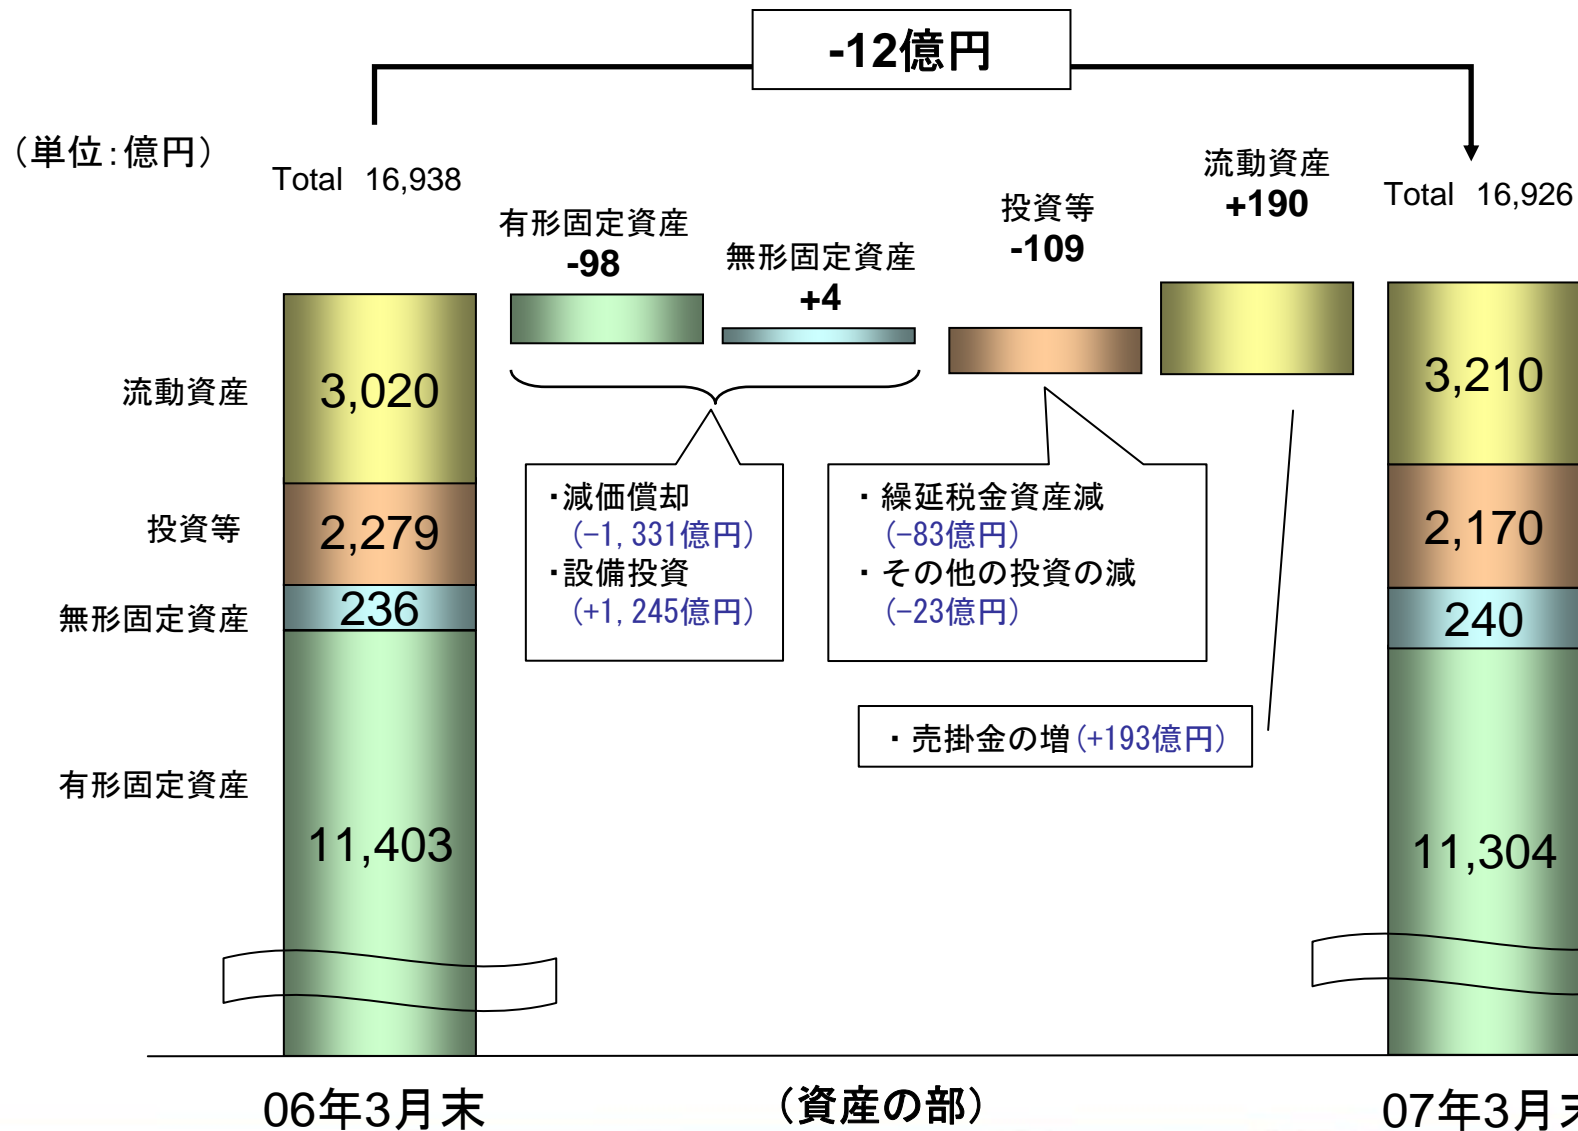 -12億円
（単位：億円）
Total 16,938
有形固定資産
-98
無形固定資産
+4
投資等
-109
流動資産
+190
Total 16,926
流動資産
3,020
投資等
2,279
無形固定資産
236
有形固定資産
11,403
・減価償却
（−1,331億円）
・設備投資
（+1,245億円）
・繰延税金資産減
（−83億円）
・その他の投資の減
（−23億円）
・売掛金の増（+193億円）
3,210
2,170
240
11,304
06年3月末
（資産の部）
07年3月末